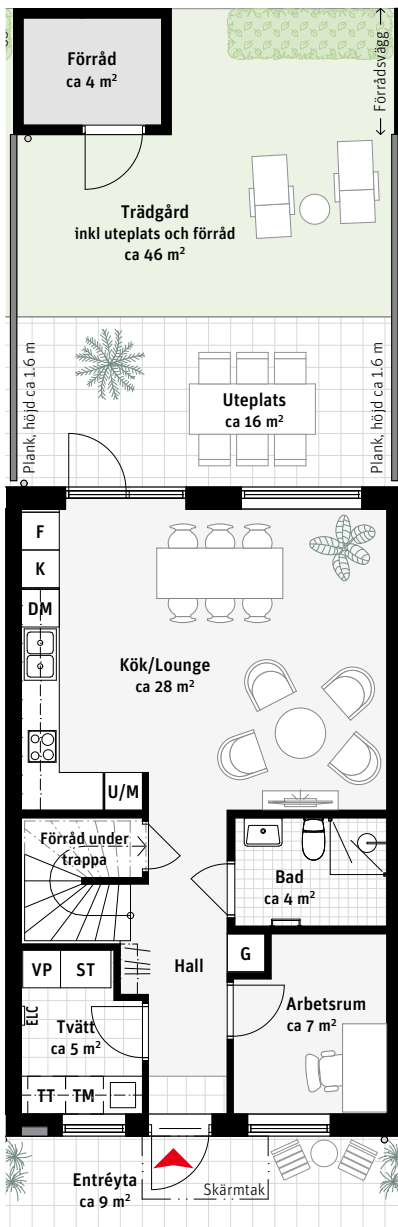 Förråd
ca 4 m²
Förrådsvägg
Trädgård
inkl uteplats och förråd
ca 46 m²
Plank, höjd ca 1.6 m
Plank, höjd ca 1.6 m
Uteplats
ca 16 m²
F
K
DM
Kök/Lounge
ca 28 m²
U/M
Förråd under
trappa
Bad
ca 4 m²
G
Hall
VP
ST
ELC
Tvätt
ca 5 m²
Arbetsrum
ca 7 m²
TT
TM
Entréyta
ca 9 m²
Skärmtak